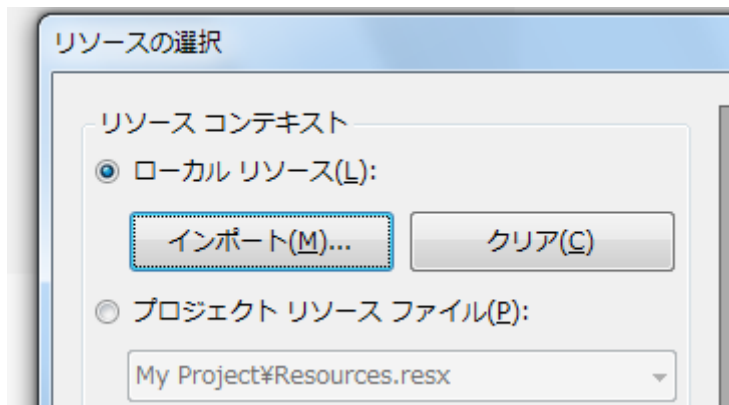 リソースの選択
リソース コンテキスト
ローカル リソース(L):
インポート(M)... クリア(C)
プロジェクト リソース ファイル(P):
My Project¥Resources.resx